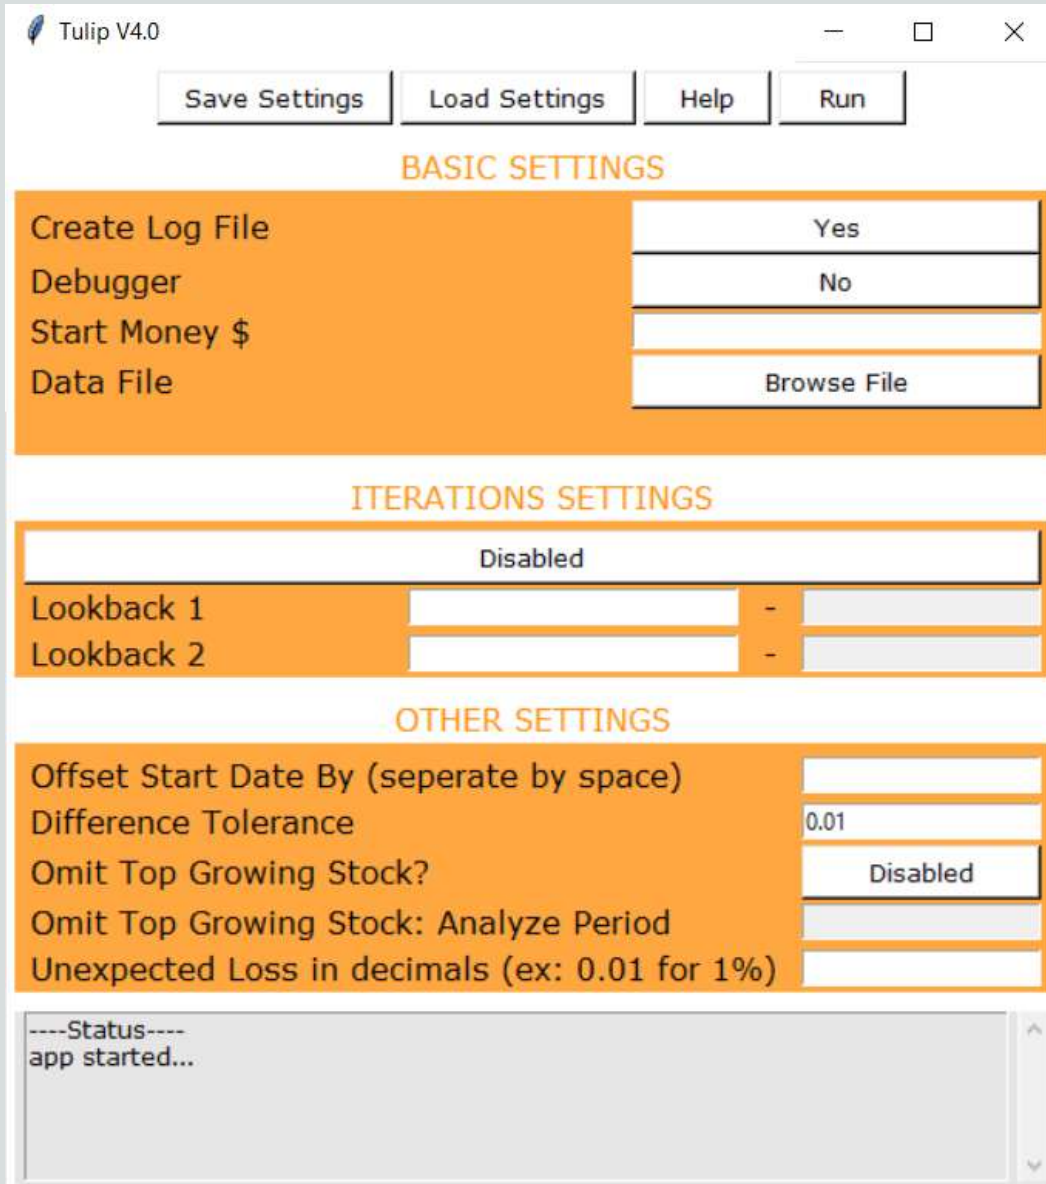 Tulip V4.0
Save Settings Load Settings Help Run
BASIC SETTINGS
Create Log File Yes
Debugger No
Start Money $
Data File Browse File
ITERATIONS SETTINGS
Disabled
Lookback 1 -
Lookback 2 -
OTHER SETTINGS
Offset Start Date By (seperate by space)
Difference Tolerance 0.01
Omit Top Growing Stock? Disabled
Omit Top Growing Stock: Analyze Period
Unexpected Loss in decimals (ex: 0.01 for 1%)
----Status----
app started...